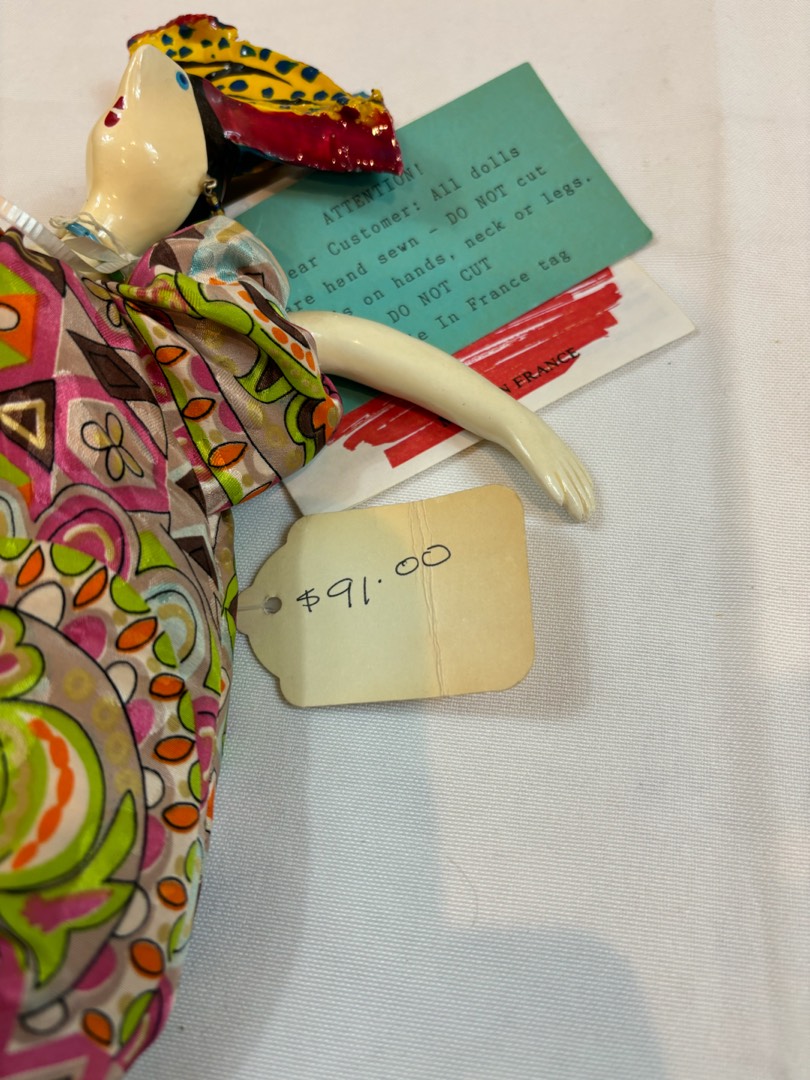 ATTENTION!
ear Customer: All dolls
re hand sewn - DO NOT cut
s on hands, neck or legs.
DO NOT CUT
e In France tag
N FRANCE
$91.00